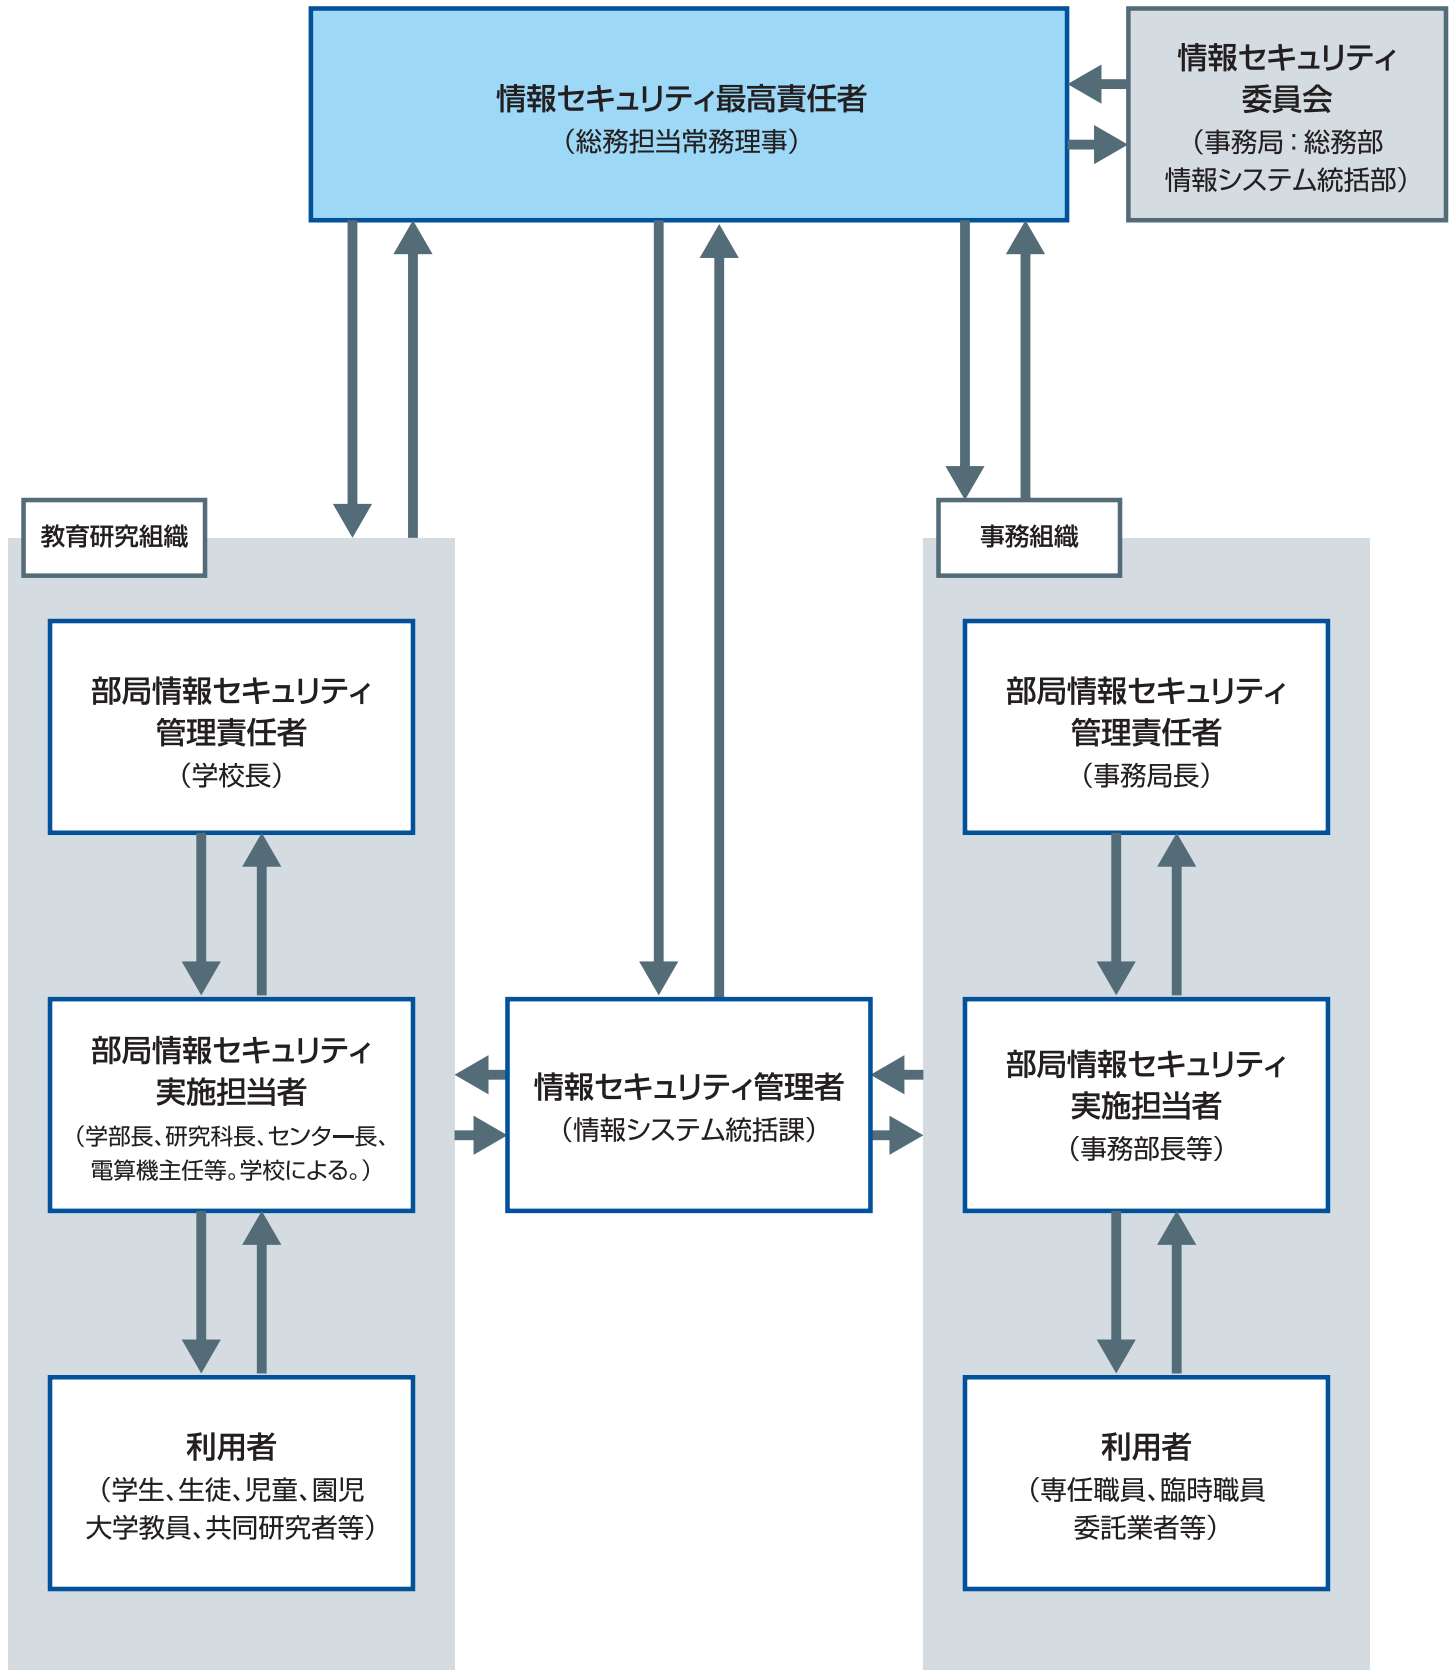 情報セキュリティ最高責任者
（総務担当常務理事）
情報セキュリティ
委員会
（事務局：総務部
情報システム統括部）
教育研究組織
部局情報セキュリティ
管理責任者
（学校長）
部局情報セキュリティ
実施担当者
（学部長、研究科長、センター長、
電算機主任等。学校による。）
利用者
（学生、生徒、児童、園児
大学教員、共同研究者等）
情報セキュリティ管理者
（情報システム統括課）
事務組織
部局情報セキュリティ
管理責任者
（事務局長）
部局情報セキュリティ
実施担当者
（事務部長等）
利用者
（専任職員、臨時職員
委託業者等）